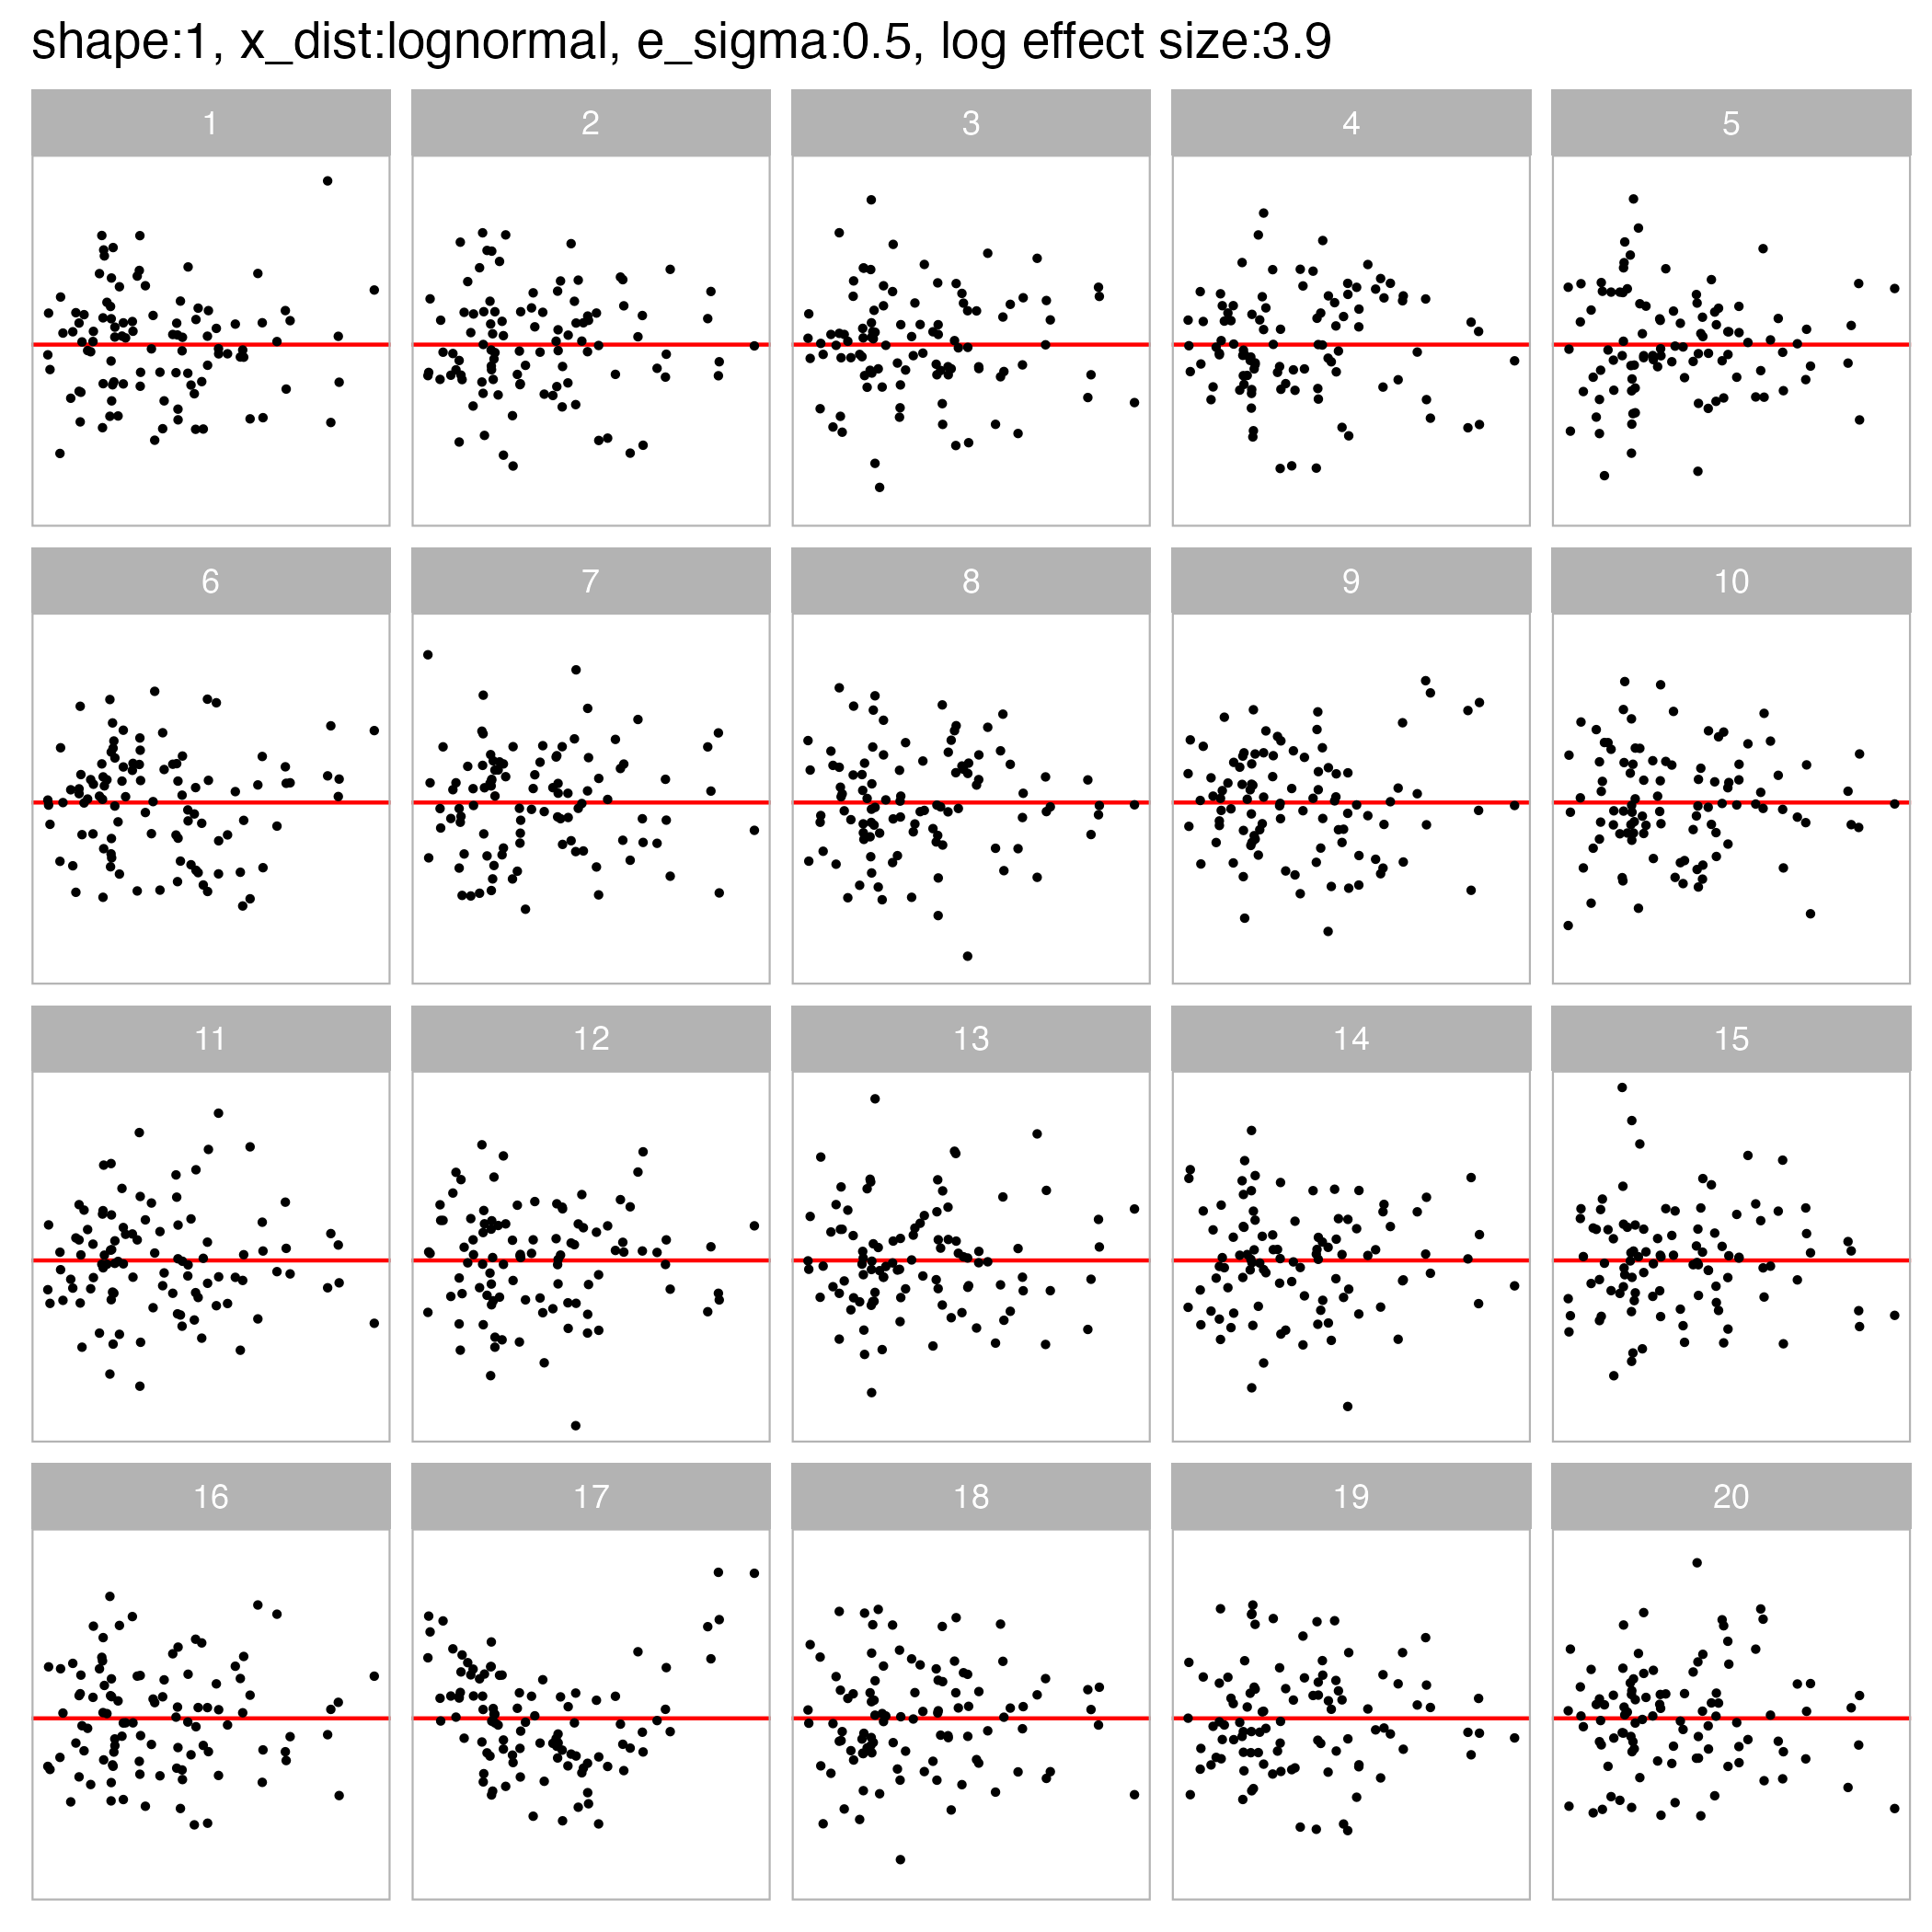 shape:1, x_dist:lognormal, e_sigma:0.5, log effect size:3.9
1 2 3 4 5
6 7 8 9 10
11 12 13 14 15
16 17 18 19 20